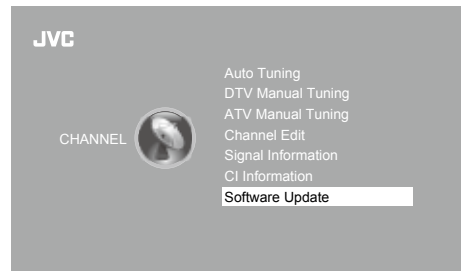 JVC
CHANNEL
Auto Tuning
DTV Manual Tuning
ATV Manual Tuning
Channel Edit
Signal Information
CI Information
Software Update